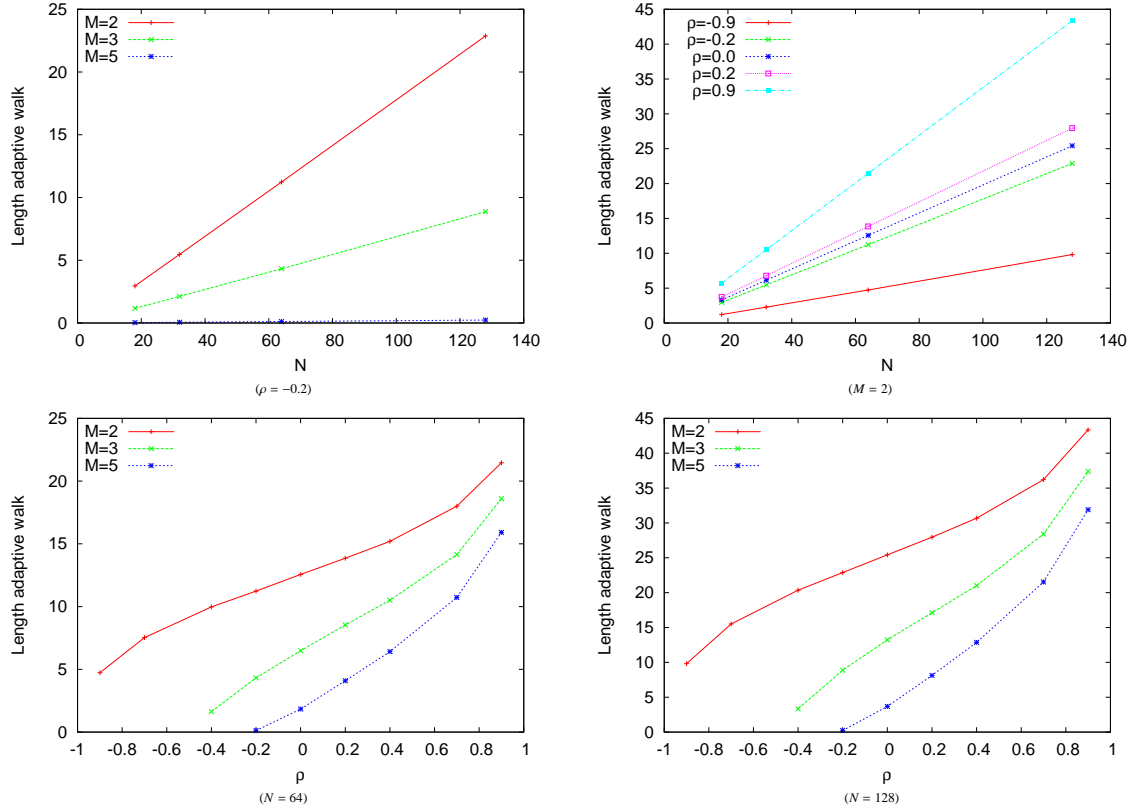 M=2
M=3
M=5
Length adaptive walk
25
20
15
10
5
0
0 20 40 60 80 100 120 140
N
(ρ = −0.2)
ρ=-0.9
ρ=-0.2
ρ=0.0
ρ=0.2
ρ=0.9
Length adaptive walk
45
40
35
30
25
20
15
10
5
0
0 20 40 60 80 100 120 140
N
(M = 2)
M=2
M=3
M=5
Length adaptive walk
25
20
15
10
5
0
-1 -0.8 -0.6 -0.4 -0.2 0 0.2 0.4 0.6 0.8 1
ρ
(N = 64)
M=2
M=3
M=5
Length adaptive walk
45
40
35
30
25
20
15
10
5
0
-1 -0.8 -0.6 -0.4 -0.2 0 0.2 0.4 0.6 0.8 1
ρ
(N = 128)